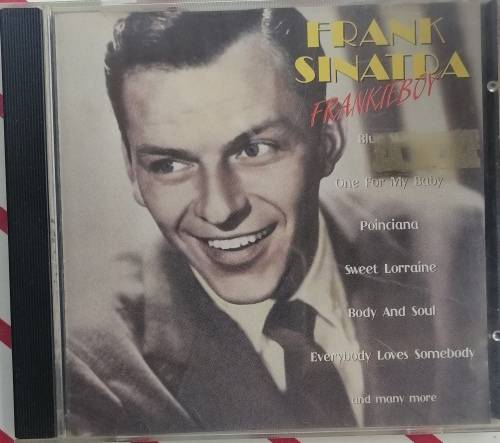 FRANK
SINATRA
FRANKIEBOY
One For My Baby
Poinciana
Sweet Lorraine
Body And Soul
Everybody Loves Somebody
and many more